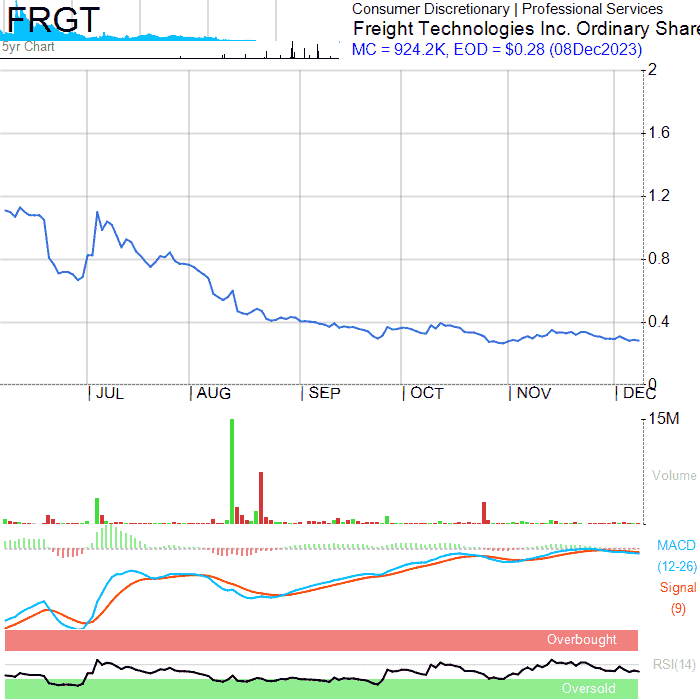 FRGT
5yr Chart
Consumer Discretionary | Professional Services
Freight Technologies Inc. Ordinary Share
MC = 924.2K, EOD = $0.28 (08Dec2023)
2
1.6
1.2
0.8
0.4
0
JUL AUG SEP OCT NOV DEC
15M
Volume
MACD
(12-26)
Signal
(9)
Overbought
RSI(14)
Oversold